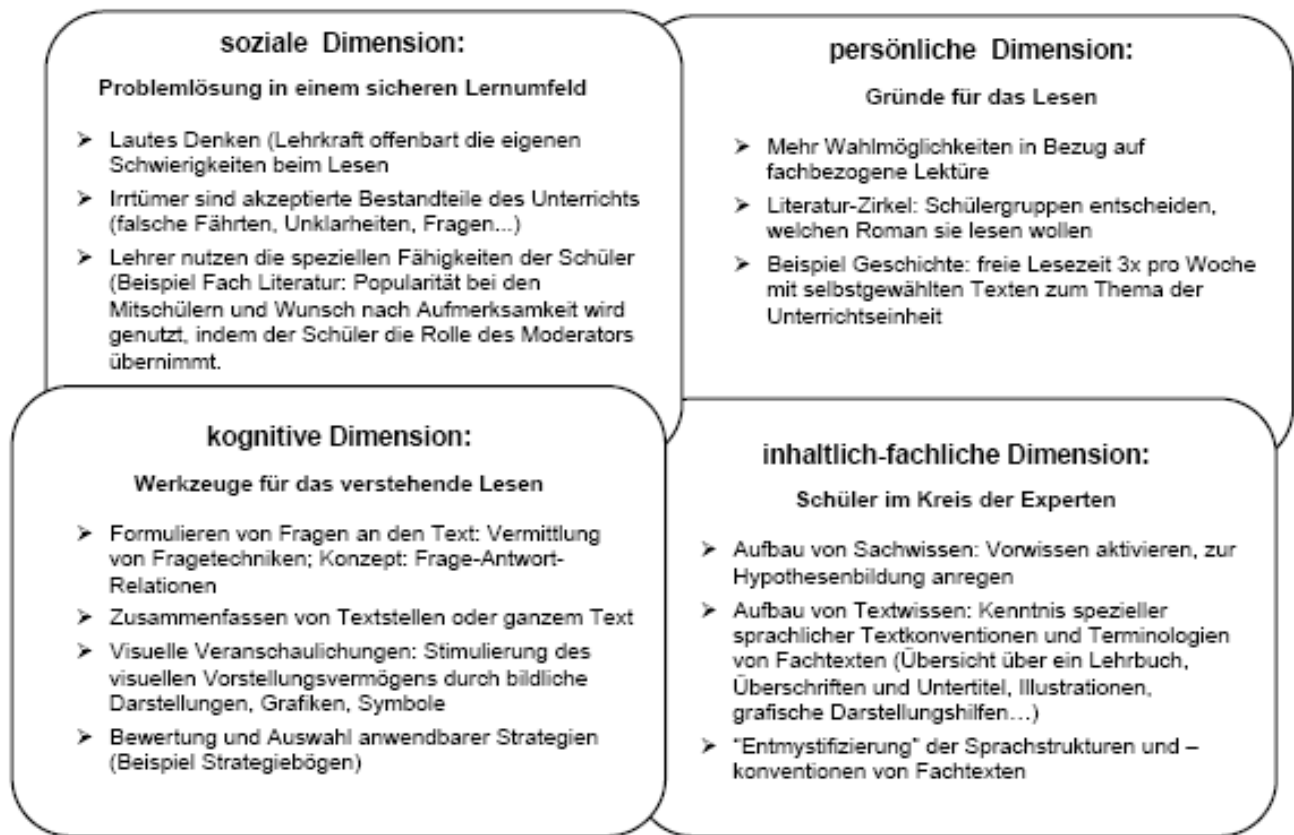 soziale Dimension:
Problemlösung in einem sicheren Lernumfeld
➤ Lautes Denken (Lehrkraft offenbart die eigenen
Schwierigkeiten beim Lesen
➤ Irrtümer sind akzeptierte Bestandteile des Unterrichts
(falsche Fährten, Unklarheiten, Fragen...)
➤ Lehrer nutzen die speziellen Fähigkeiten der Schüler
(Beispiel Fach Literatur: Popularität bei den
Mitschülern und Wunsch nach Aufmerksamkeit wird
genutzt, indem der Schüler die Rolle des Moderators
übernimmt.
persönliche Dimension:
Gründe für das Lesen
➤ Mehr Wahlmöglichkeiten in Bezug auf
fachbezogene Lektüre
➤ Literatur-Zirkel: Schülergruppen entscheiden,
welchen Roman sie lesen wollen
➤ Beispiel Geschichte: freie Lesezeit 3x pro Woche
mit selbstgewählten Texten zum Thema der
Unterrichtseinheit
kognitive Dimension:
Werkzeuge für das verstehende Lesen
➤ Formulieren von Fragen an den Text: Vermittlung
von Fragetechniken; Konzept: Frage-Antwort-
Relationen
➤ Zusammenfassen von Textstellen oder ganzem Text
➤ Visuelle Veranschaulichungen: Stimulierung des
visuellen Vorstellungsvermögens durch bildliche
Darstellungen, Grafiken, Symbole
➤ Bewertung und Auswahl anwendbarer Strategien
(Beispiel Strategiebögen)
inhaltlich-fachliche Dimension:
Schüler im Kreis der Experten
➤ Aufbau von Sachwissen: Vorwissen aktivieren, zur
Hypothesenbildung anregen
➤ Aufbau von Textwissen: Kenntnis spezieller
sprachlicher Textkonventionen und Terminologien
von Fachtexten (Übersicht über ein Lehrbuch,
Überschriften und Untertitel, Illustrationen,
grafische Darstellungshilfen…)
➤ "Entmystifizierung" der Sprachstrukturen und –
konventionen von Fachtexten